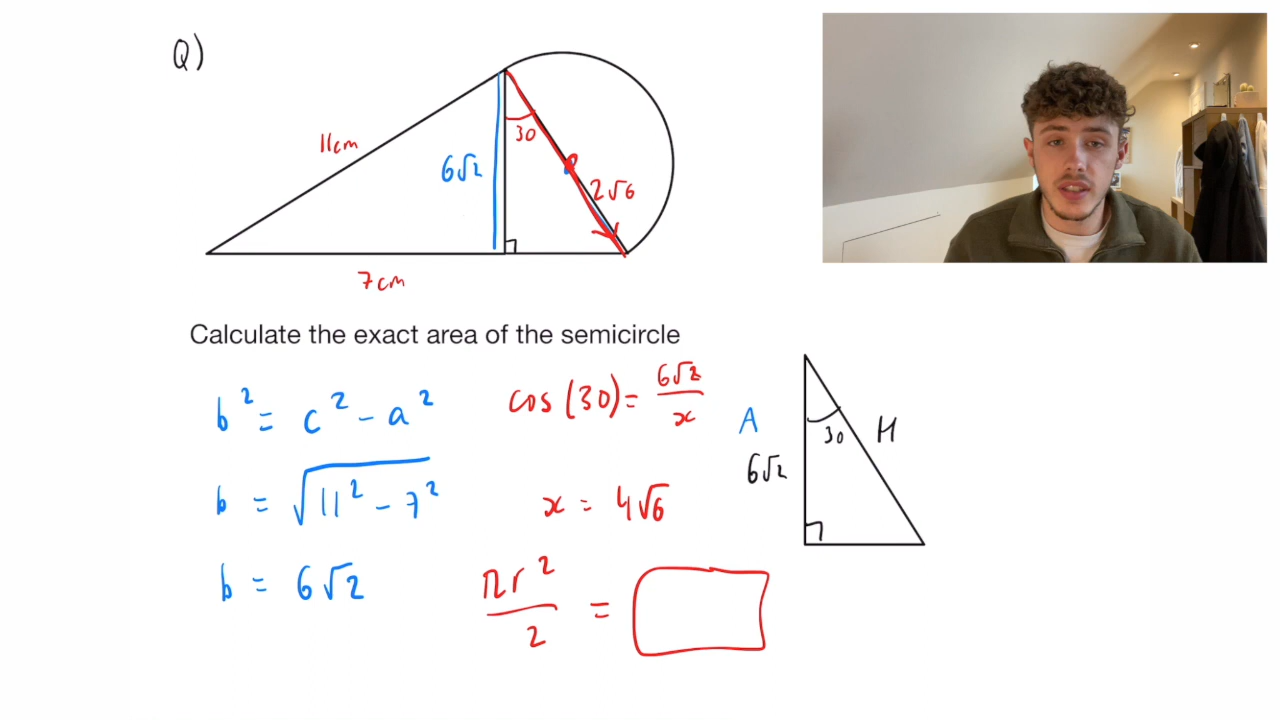 Q)
11cm
30
6√2
2√6
7cm
Calculate the exact area of the semicircle
b² = c² - a²
b = √11² - 7²
b = 6√2
cos(30) = 6√2/x
x = 4√6
πr²/2 =
A
30
H
6√2